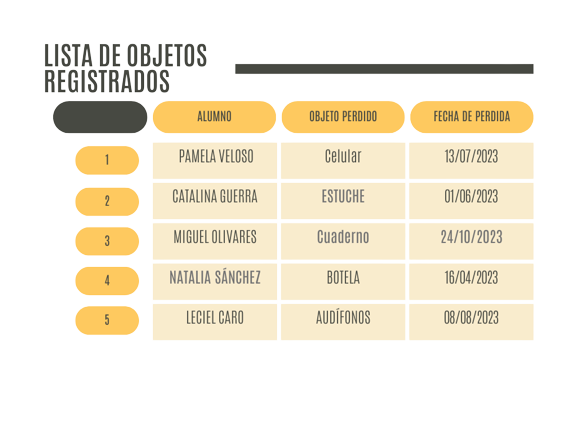 LISTA DE OBJETOS
REGISTRADOS
ALUMNO OBJETO PERDIDO FECHA DE PERDIDA
1 PAMELA VELOSO Celular 13/07/2023
2 CATALINA GUERRA ESTUCHE 01/06/2023
3 MIGUEL OLIVARES Cuaderno 24/10/2023
4 NATALIA SÁNCHEZ BOTELA 16/04/2023
5 LECIEL CARO AUDÍFONOS 08/08/2023